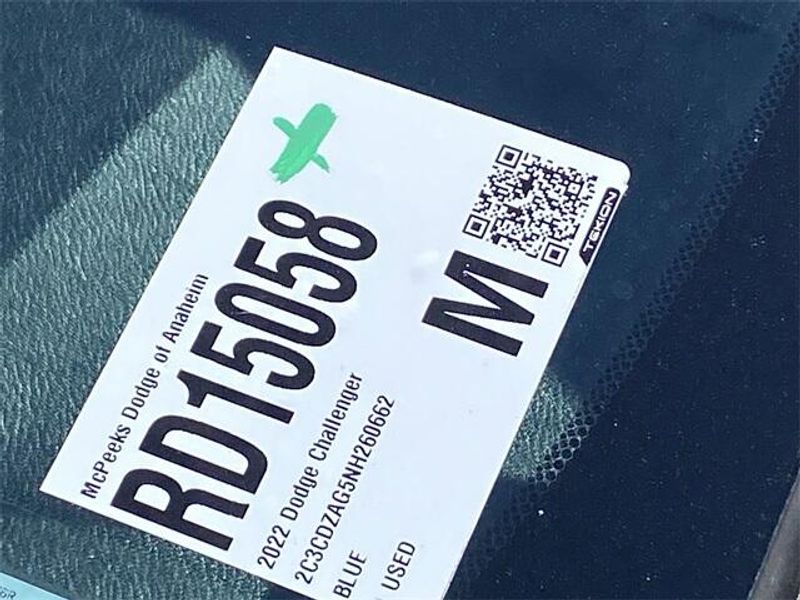 McPeeks Dodge of Anaheim
RD15058
M
TEKION
2022 Dodge Challenger
2C3CDZAG5NH260662
BLUE
USED